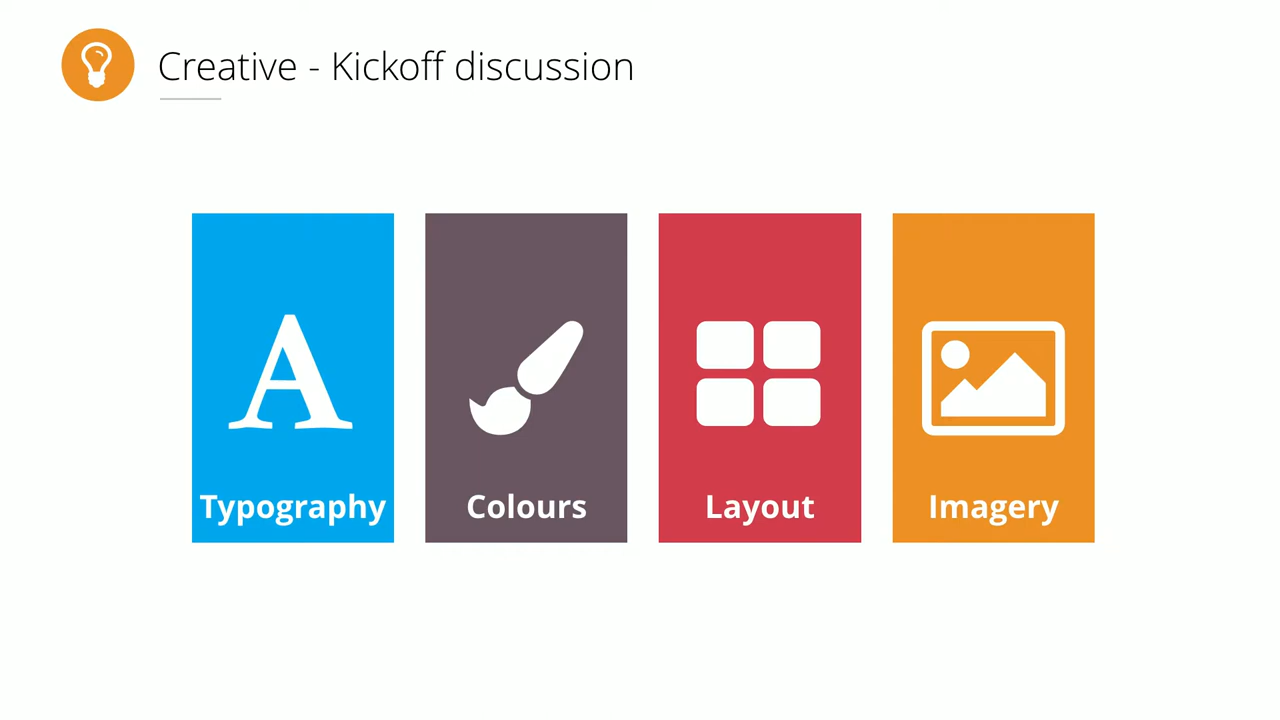 Creative - Kickoff discussion
A
Typography
Colours
Layout
Imagery